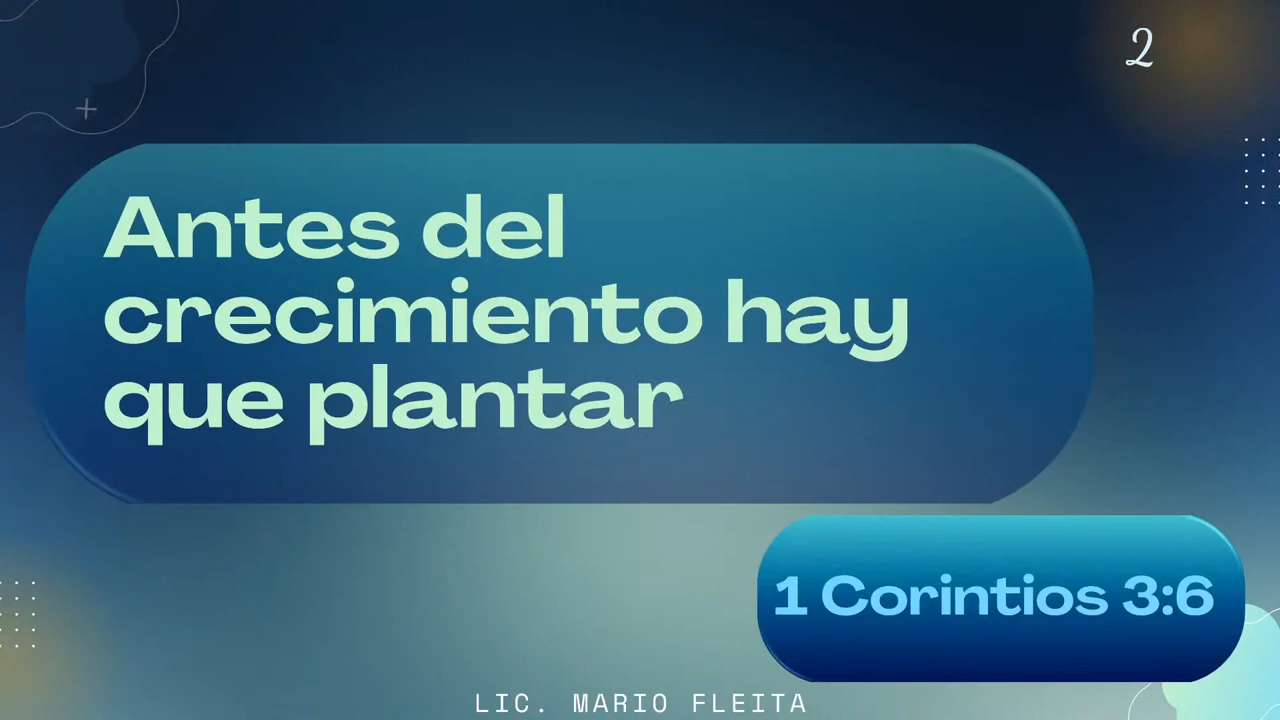 2
Antes del
crecimiento hay
que plantar
1 Corintios 3:6
LIC. MARIO FLEITA